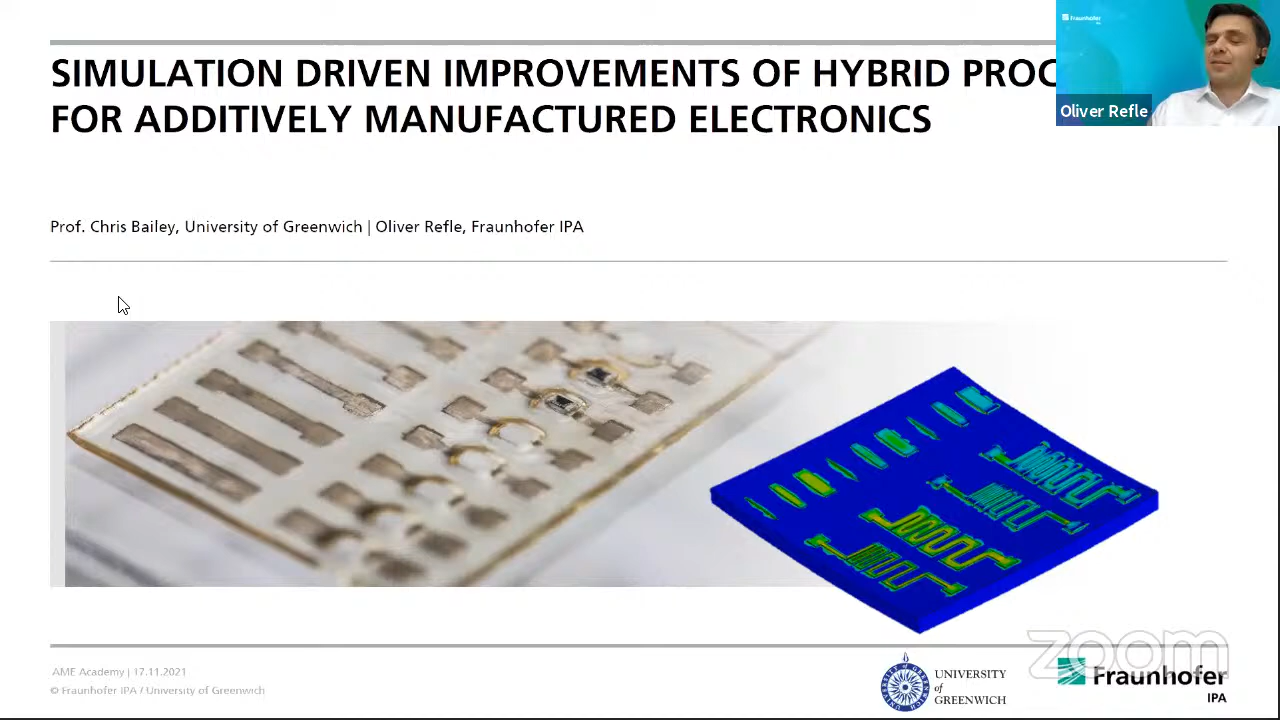 SIMULATION DRIVEN IMPROVEMENTS OF HYBRID PROC
FOR ADDITIVELY MANUFACTURED ELECTRONICS
Fraunhofer
IPA
Oliver Refle
Prof. Chris Bailey, University of Greenwich | Oliver Refle, Fraunhofer IPA
AME Academy | 17.11.2021
© Fraunhofer IPA / University of Greenwich
UNIVERSITY
of
GREENWICH
zoom
Fraunhofer
IPA